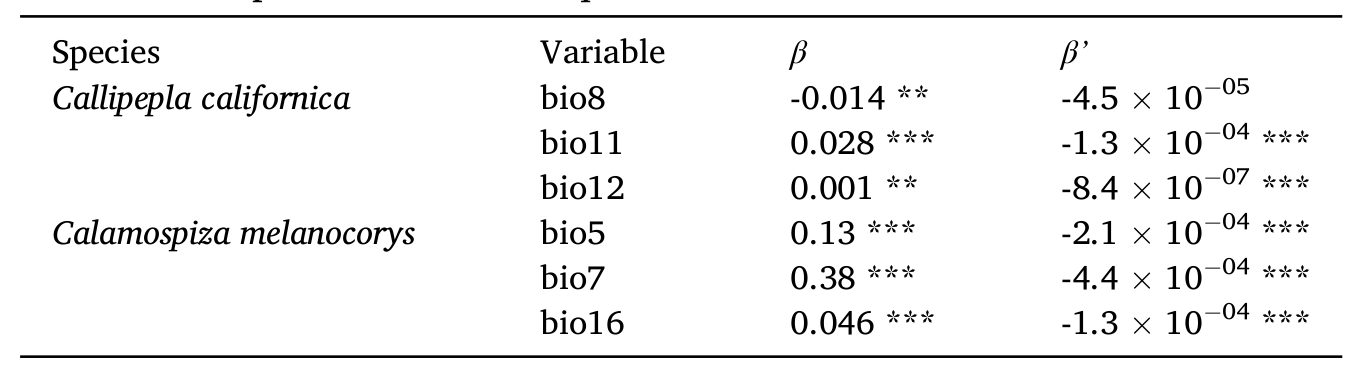 Species Variable β β’
Callipepla californica bio8 -0.014 ** -4.5 × 10⁻⁰⁵
bio11 0.028 *** -1.3 × 10⁻⁰⁴ ***
bio12 0.001 ** -8.4 × 10⁻⁰⁷ ***
Calamospiza melanocorys bio5 0.13 *** -2.1 × 10⁻⁰⁴ ***
bio7 0.38 *** -4.4 × 10⁻⁰⁴ ***
bio16 0.046 *** -1.3 × 10⁻⁰⁴ ***